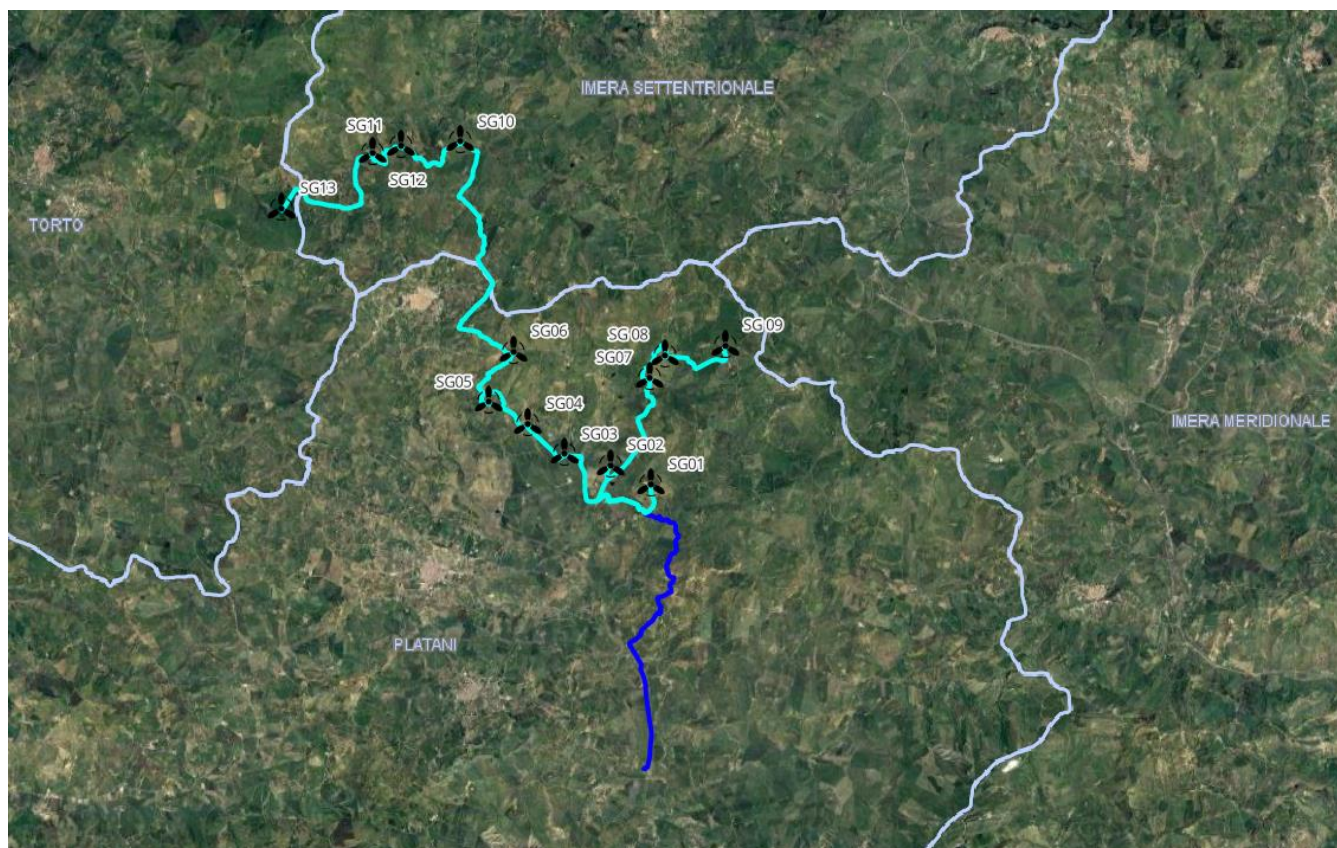 IMERA SETTENTRIONALE
SG11
SG10
SG12
SG13
TORTO
SG06
SG 08
SG 09
SG07
SG05
SG04
IMERA MERIDIONALE
SG03
SG02
SG01
PLATANI